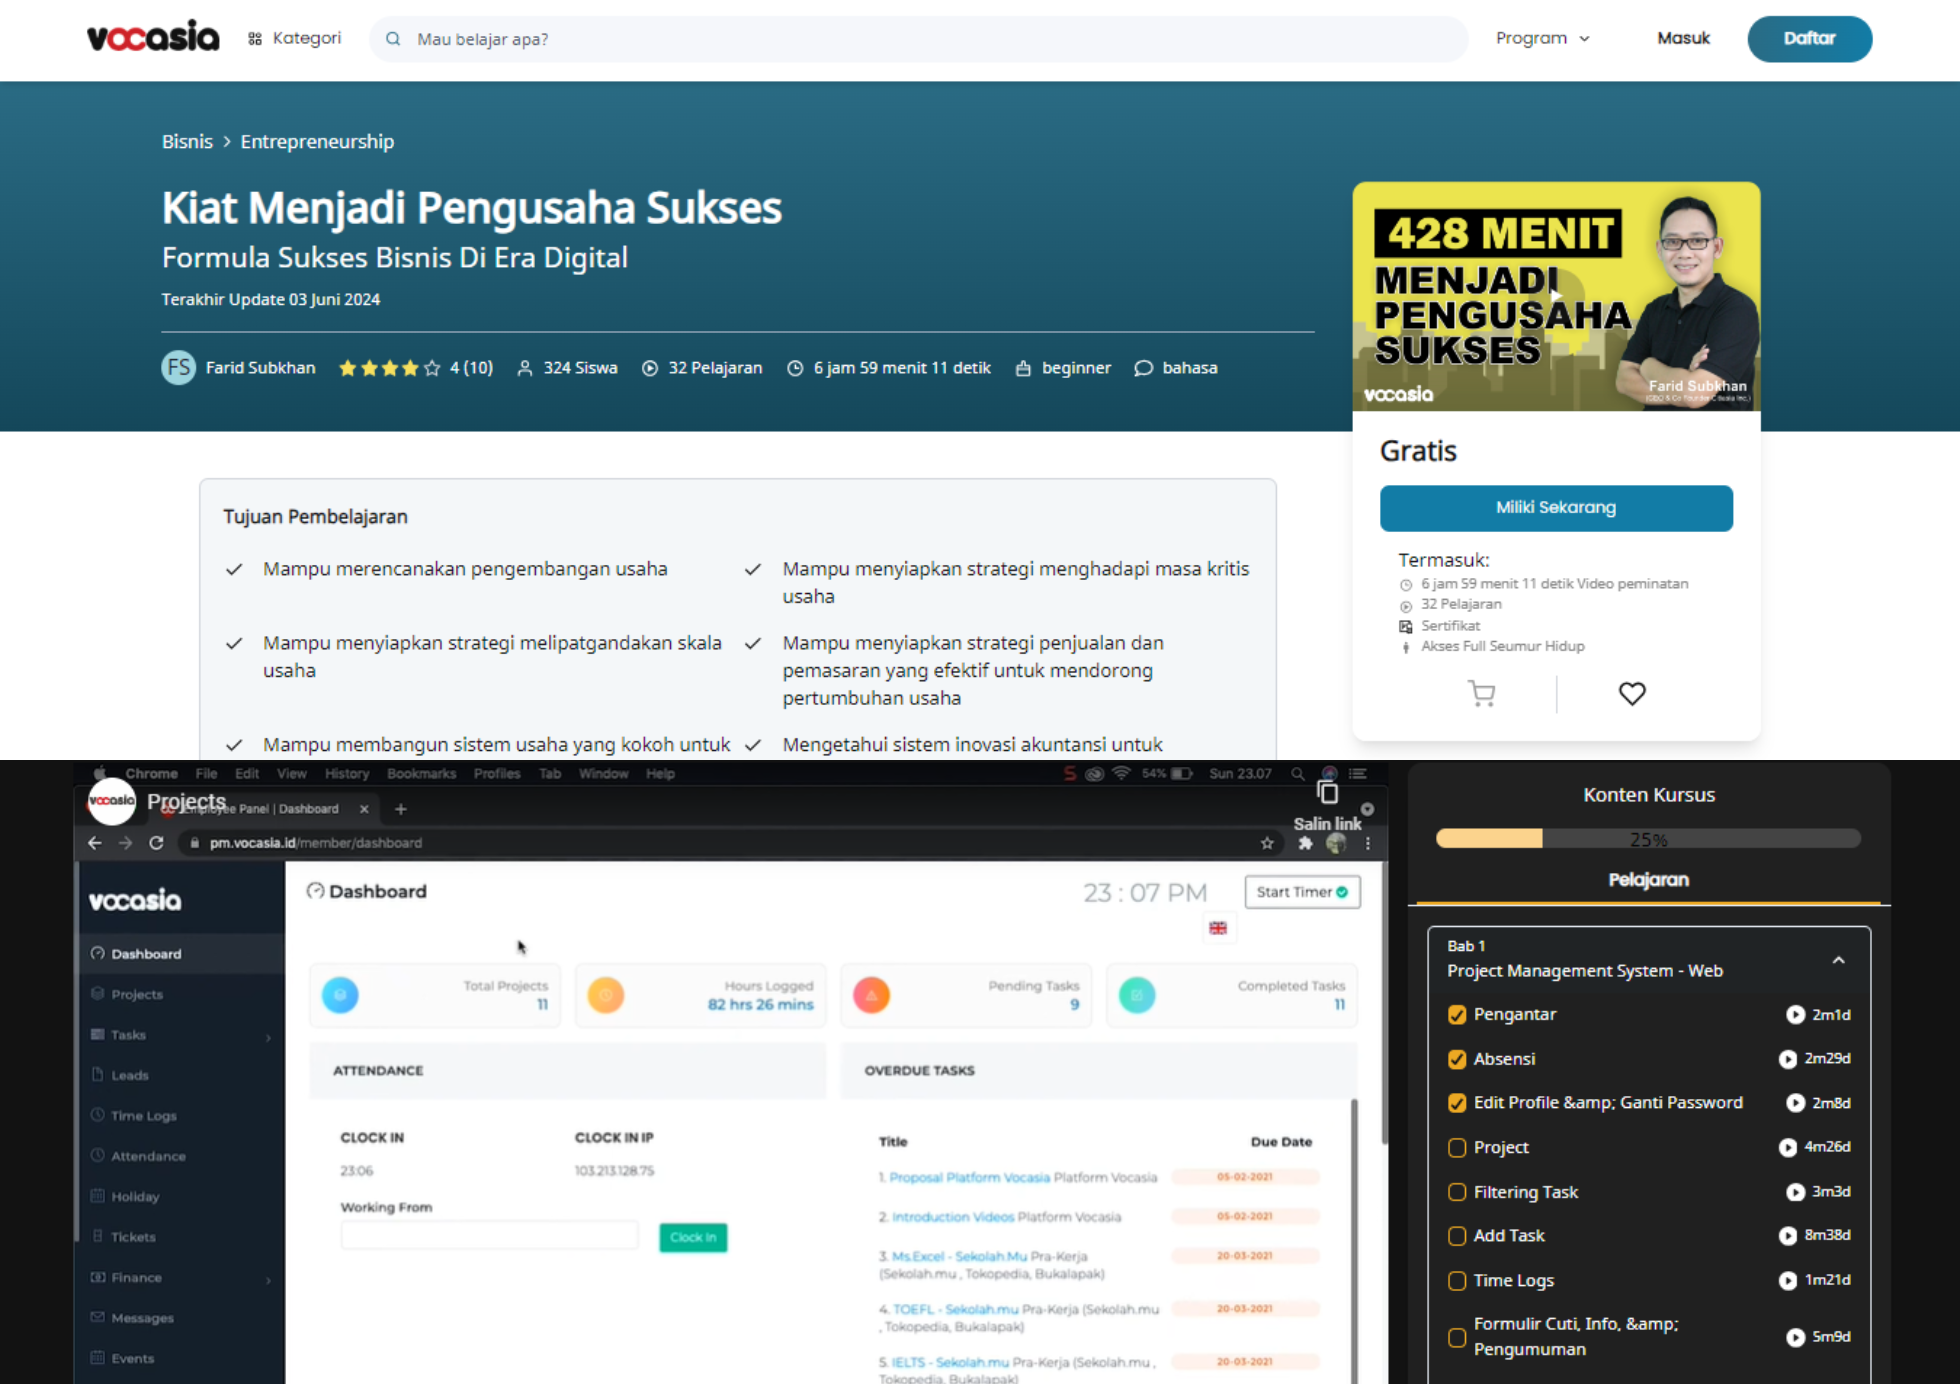 vocasia
Kategori
Mau belajar apa?
Program
Masuk
Daftar
Bisnis > Entrepreneurship
Kiat Menjadi Pengusaha Sukses
Formula Sukses Bisnis Di Era Digital
Terakhir Update 03 Juni 2024
FS Farid Subkhan 4 (10) 324 Siswa 32 Pelajaran 6 jam 59 menit 11 detik beginner bahasa
428 MENIT
MENJADI
PENGUSAHA
SUKSES
Farid Subkhan
vocasia
Gratis
Miliki Sekarang
Termasuk:
6 jam 59 menit 11 detik Video peminatan
32 Pelajaran
Sertifikat
Akses Full Seumur Hidup
Tujuan Pembelajaran
Mampu merencanakan pengembangan usaha
Mampu menyiapkan strategi menghadapi masa kritis
usaha
Mampu menyiapkan strategi melipatgandakan skala
usaha
Mampu menyiapkan strategi penjualan dan
pemasaran yang efektif untuk mendorong
pertumbuhan usaha
Mampu membangun sistem usaha yang kokoh untuk
Mengetahui sistem inovasi akuntansi untuk
Chrome File Edit View History Bookmarks Profiles Tab Window Help
54% Sun 23.07
vocasia
Projects
Panel | Dashboard
Salin link
pm.vocasia.id/member/dashboard
vocasia
Dashboard
Projects
Tasks
Leads
Time Logs
Attendance
Holiday
Tickets
Finance
Messages
Events
Dashboard
23 : 07 PM
Start Timer
Total Projects
11
Hours Logged
82 hrs 26 mins
Pending Tasks
9
Completed Tasks
11
ATTENDANCE
CLOCK IN
CLOCK IN IP
23:06
103.213.128.75
Working From
Clock In
OVERDUE TASKS
Title
Due Date
1. Proposal Platform Vocasia Platform Vocasia 05-02-2021
2. Introduction Videos Platform Vocasia 05-02-2021
3. Ms.Excel - Sekolah.Mu Pra-Kerja 20-03-2021
(Sekolah.mu , Tokopedia, Bukalapak)
4. TOEFL - Sekolah.mu Pra-Kerja (Sekolah.mu 20-03-2021
, Tokopedia, Bukalapak)
5. IELTS - Sekolah.mu Pra-Kerja (Sekolah.mu , 20-03-2021
Tokopedia, Bukalapak)
Konten Kursus
25%
Pelajaran
Bab 1
Project Management System - Web
Pengantar 2m1d
Absensi 2m29d
Edit Profile &amp; Ganti Password 2m8d
Project 4m26d
Filtering Task 3m3d
Add Task 8m38d
Time Logs 1m21d
Formulir Cuti, Info, &amp;
Pengumuman 5m9d